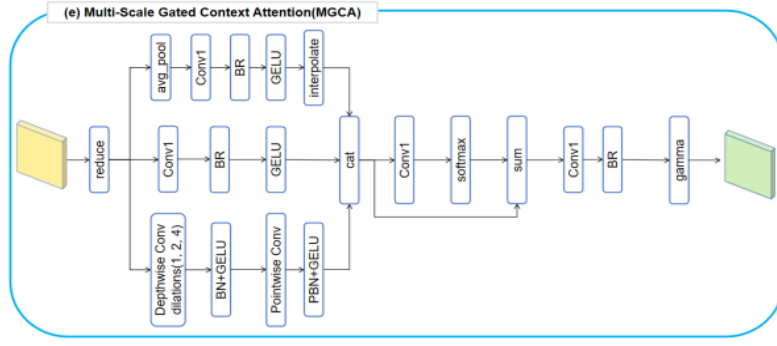 (e) Multi-Scale Gated Context Attention(MGCA)
avg_pool
Conv1
BR
GELU
interpolate
reduce
Conv1
BR
GELU
cat
Conv1
softmax
sum
Conv1
BR
gamma
Depthwise Conv
dilations(1, 2, 4)
BN+GELU
Pointwise Conv
PBN+GELU